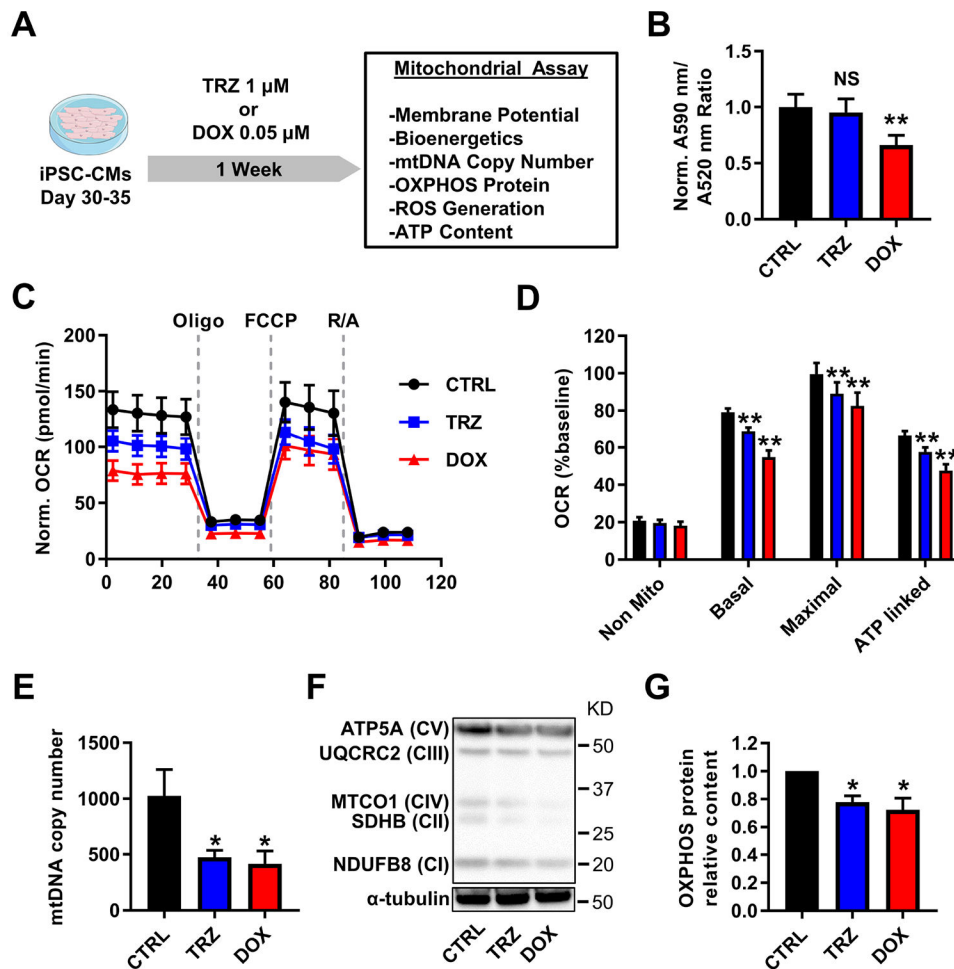 A
iPSC-CMs
Day 30-35
TRZ 1 µM
or
DOX 0.05 µM
1 Week
Mitochondrial Assay
-Membrane Potential
-Bioenergetics
-mtDNA Copy Number
-OXPHOS Protein
-ROS Generation
-ATP Content
B
Norm. A590 nm/
A520 nm Ratio
1.5
1.0
0.5
0.0
NS
**
CTRL
TRZ
DOX
C
Norm. OCR (pmol/min)
200
150
100
50
0
Oligo
FCCP
R/A
0 20 40 60 80 100 120
CTRL
TRZ
DOX
D
OCR (%baseline)
120
100
80
60
40
20
0
** **
** **
** **
Non Mito
Basal
Maximal
ATP linked
E
mtDNA copy number
1500
1000
500
0
* *
CTRL
TRZ
DOX
F
KD
ATP5A (CV)
UQCRC2 (CIII)
MTCO1 (CIV)
SDHB (CII)
NDUFB8 (CI)
α-tubulin
50
37
25
20
50
CTRL
TRZ
DOX
G
OXPHOS protein
relative content
1.2
1.0
0.8
0.6
0.4
0.2
0.0
* *
CTRL
TRZ
DOX